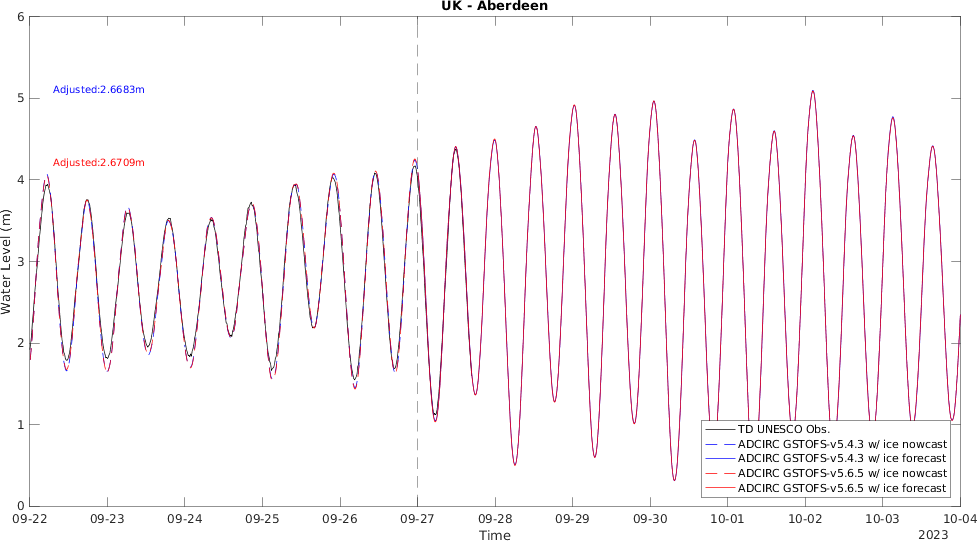 UK - Aberdeen
6
5
4
3
2
1
0
Water Level (m)
Adjusted:2.6683m
Adjusted:2.6709m
TD UNESCO Obs.
ADCIRC GSTOFS-v5.4.3 w/ ice nowcast
ADCIRC GSTOFS-v5.4.3 w/ ice forecast
ADCIRC GSTOFS-v5.6.5 w/ ice nowcast
ADCIRC GSTOFS-v5.6.5 w/ ice forecast
09-22 09-23 09-24 09-25 09-26 09-27 09-28 09-29 09-30 10-01 10-02 10-03 10-04
Time
2023